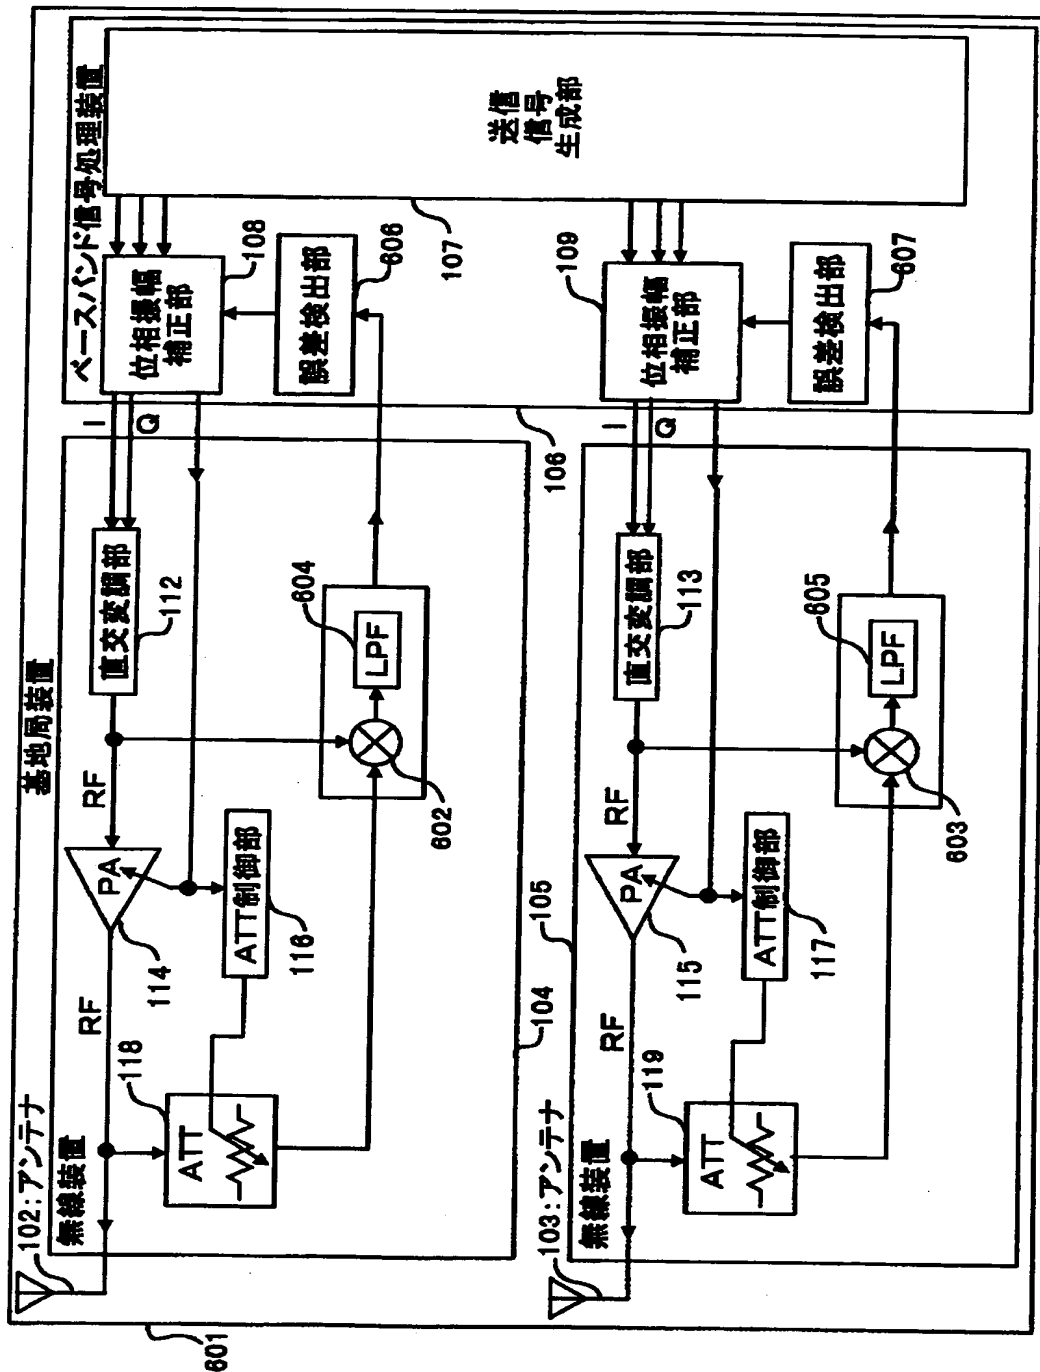 601
基地局装置
102:アンテナ
無線装置
RF
RF
PA
114
直交変調部
112
I
Q
ATT
118
ATT制御部
116
602
LPF
604
104
ベースバンド信号処理装置
位相振幅
補正部
108
誤差検出部
606
106
送信
信号
生成部
107
103:アンテナ
無線装置
105
RF
RF
PA
115
直交変調部
113
I
Q
ATT
119
ATT制御部
117
603
LPF
605
位相振幅
補正部
109
誤差検出部
607